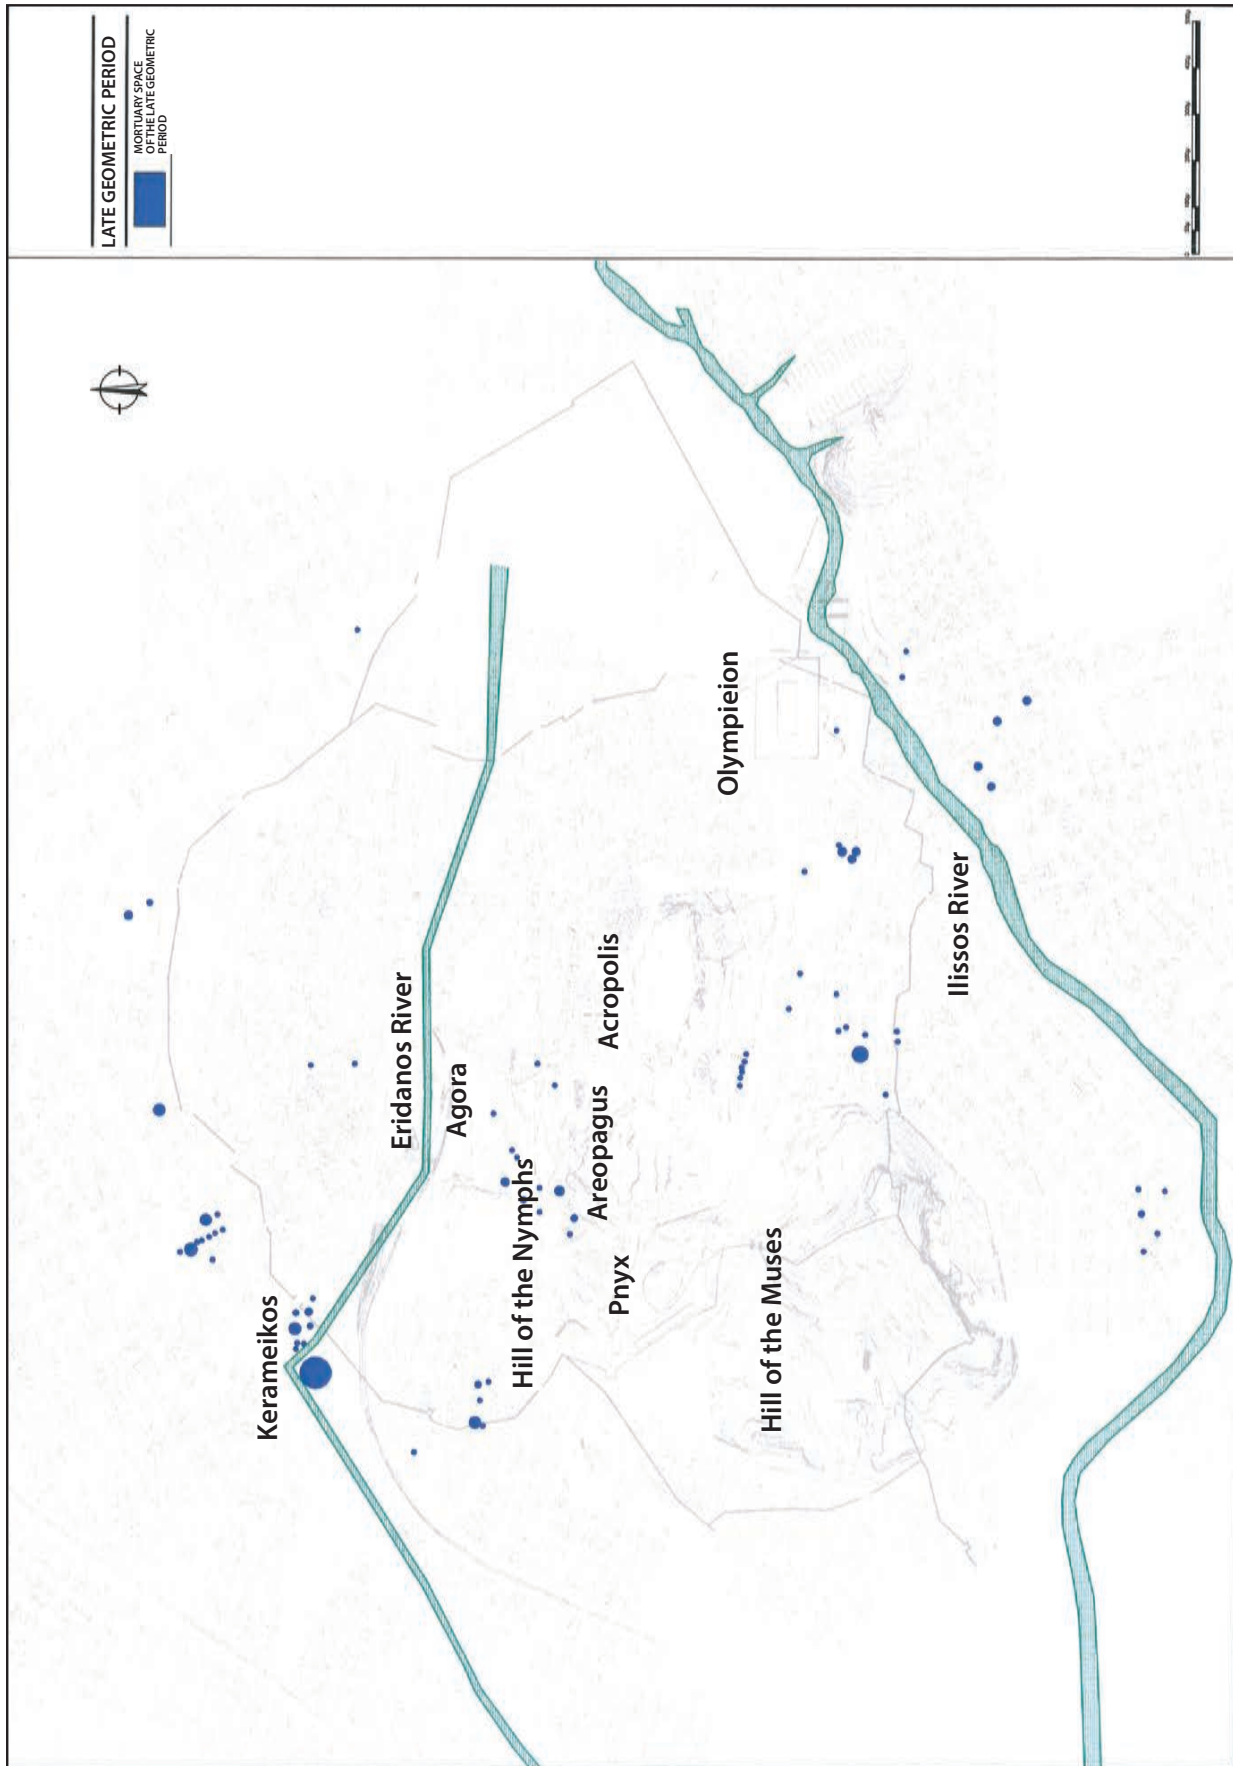 LATE GEOMETRIC PERIOD
MORTUARY SPACE
OF THE LATE GEOMETRIC
PERIOD
Kerameikos
Eridanos River
Agora
Hill of the Nymphs
Areopagus
Acropolis
Pnyx
Olympieion
Hill of the Muses
Ilissos River